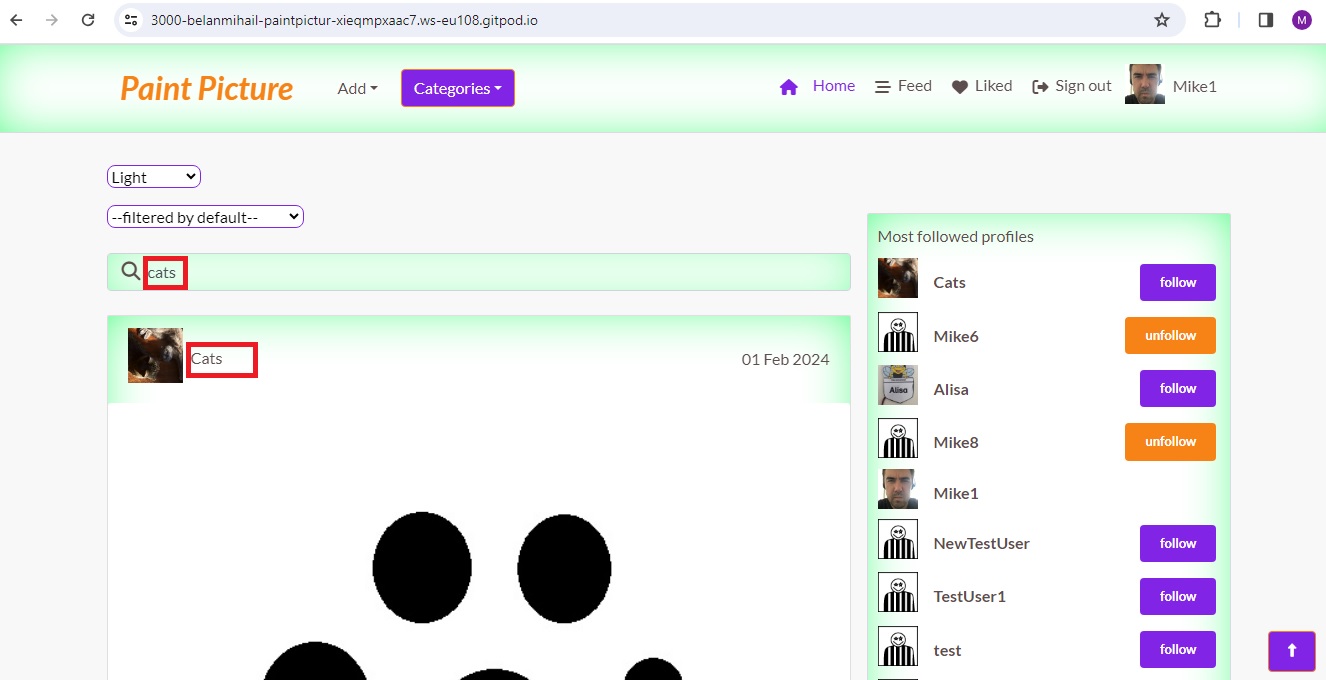 3000-belanmihail-paintpictur-xieqmpxaac7.ws-eu108.gitpod.io
M
Paint Picture
Add
Categories
Home
Feed
Liked
Sign out
Mike1
Light
--filtered by default--
cats
Cats
01 Feb 2024
Most followed profiles
Cats
follow
Mike6
unfollow
Alisa
Alisa
follow
Mike8
unfollow
Mike1
NewTestUser
follow
TestUser1
follow
test
follow